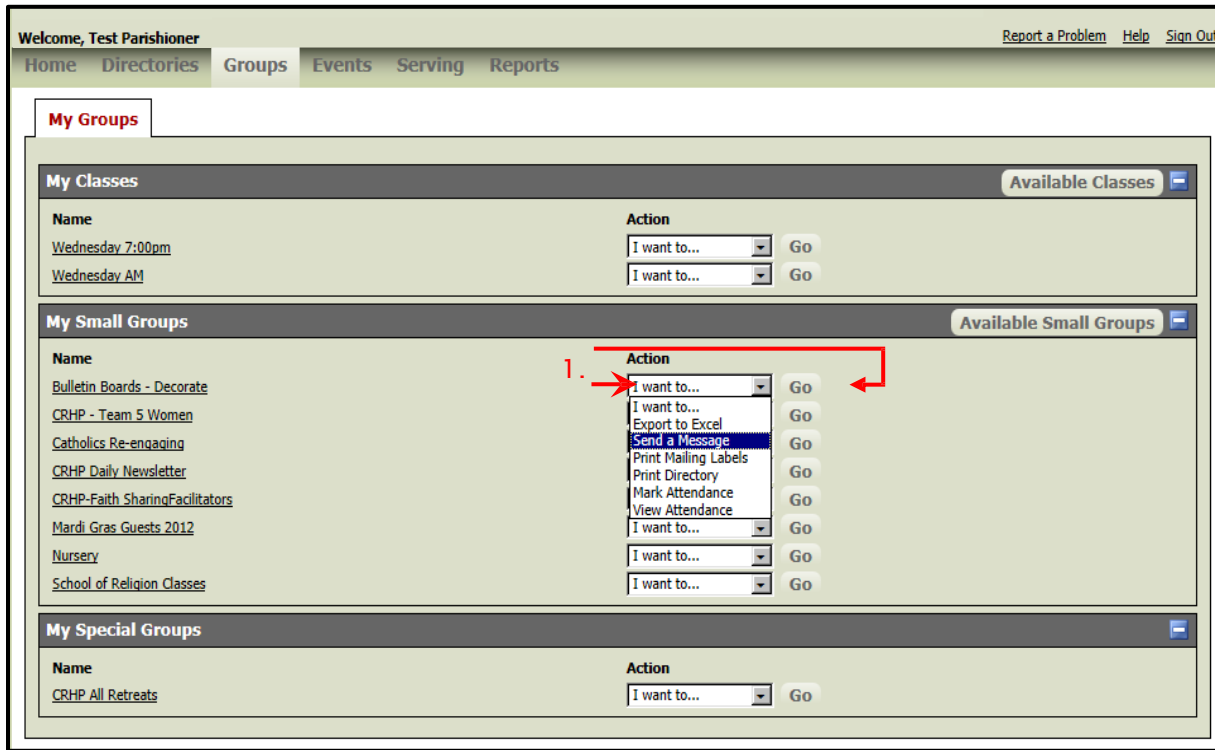 Welcome, Test Parishioner Report a Problem Help Sign Out
Home Directories Groups Events Serving Reports
My Groups
My Classes Available Classes
Name Action
Wednesday 7:00pm I want to... Go
Wednesday AM I want to... Go
My Small Groups Available Small Groups
Name Action
1.
Bulletin Boards - Decorate I want to... Go
I want to...
CRHP - Team 5 Women Go
Export to Excel
Catholics Re-engaging Send a Message Go
Print Mailing Labels
CRHP Daily Newsletter Go
Print Directory
CRHP-Faith SharingFacilitators Mark Attendance Go
View Attendance
Mardi Gras Guests 2012 I want to... Go
Nursery I want to... Go
School of Religion Classes I want to... Go
My Special Groups
Name Action
CRHP All Retreats I want to... Go